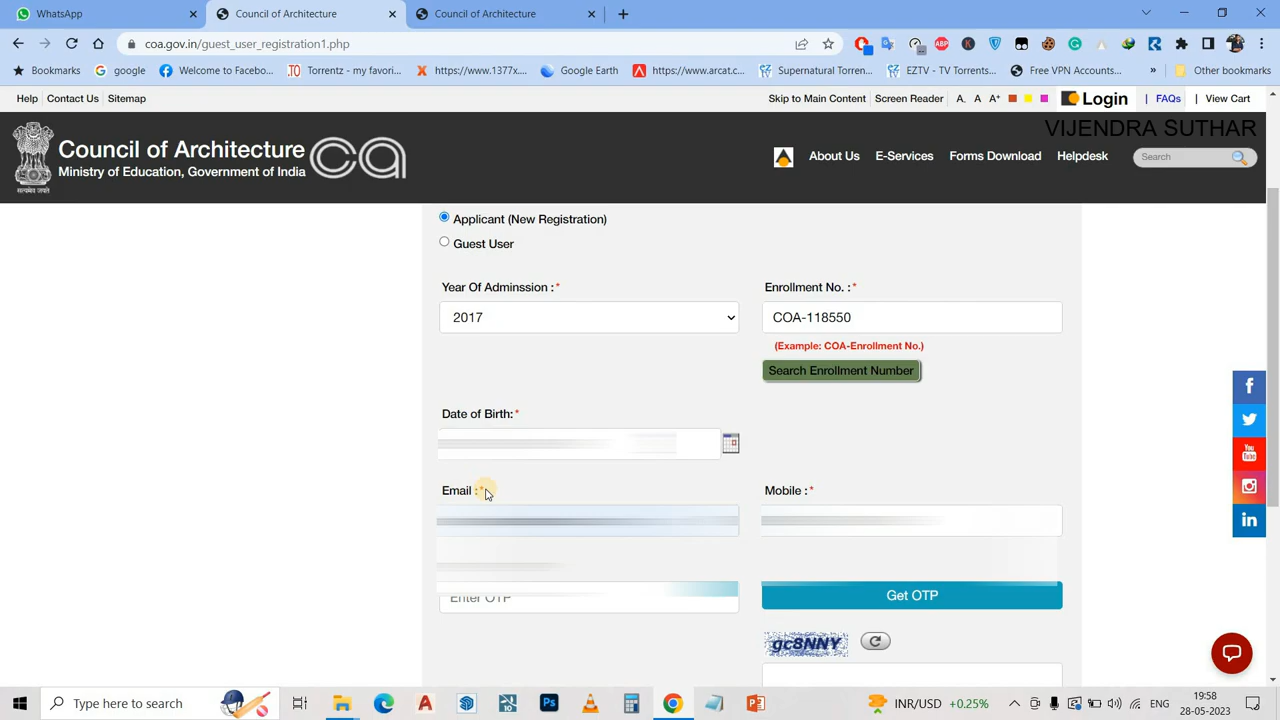 WhatsApp
Council of Architecture
Council of Architecture
coa.gov.in/guest_user_registration1.php
Bookmarks
google
Welcome to Facebo...
Torrentz - my favori...
https://www.1377x....
Google Earth
https://www.arcat.c...
Supernatural Torren...
EZTV - TV Torrents...
Free VPN Accounts...
»
Other bookmarks
Help | Contact Us | Sitemap
Skip to Main Content | Screen Reader | A- A A+ | Login | FAQs | View Cart
VIJENDRA SUTHAR
Council of Architecture
Ministry of Education, Government of India
सत्यमेव जयते
About Us
E-Services
Forms Download
Helpdesk
Search
Applicant (New Registration)
Guest User
Year Of Admnission :*
Enrollment No. :*
2017
COA-118550
(Example: COA-Enrollment No.)
Search Enrollment Number
Date of Birth:*
Email :*
Mobile :*
Enter OTP
Get OTP
gc8NNY
Type here to search
INR/USD +0.25%
ENG
19:58
28-05-2023